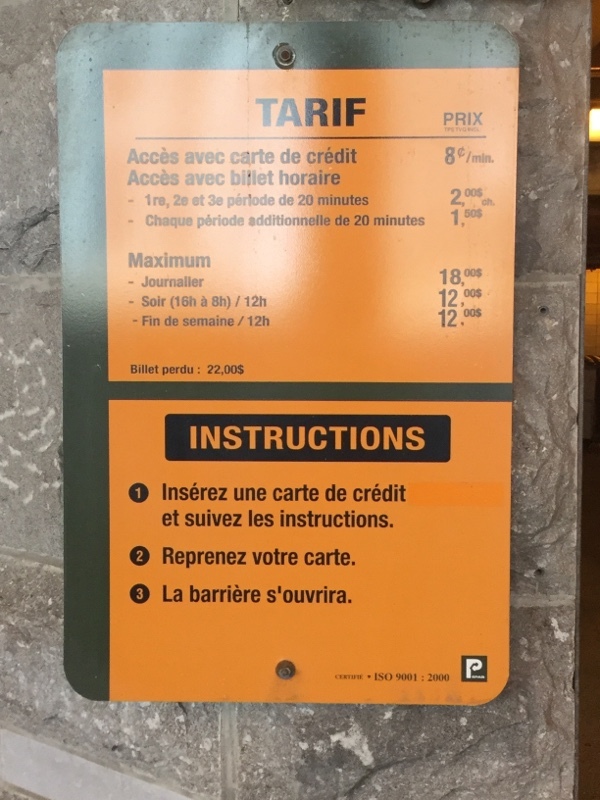 TARIF
PRIX
Accès avec carte de crédit 8¢/min.
Accès avec billet horaire
- 1re, 2e et 3e période de 20 minutes 2,00$ ch.
- Chaque période additionnelle de 20 minutes 1,50$
Maximum
- Journalier 18,00$
- Soir (16h à 8h) / 12h 12,00$
- Fin de semaine / 12h 12,00$
Billet perdu : 22,00$
INSTRUCTIONS
1 Insérez une carte de crédit
et suivez les instructions.
2 Reprenez votre carte.
3 La barrière s'ouvrira.
CERTIFIÉ • ISO 9001 : 2000
P